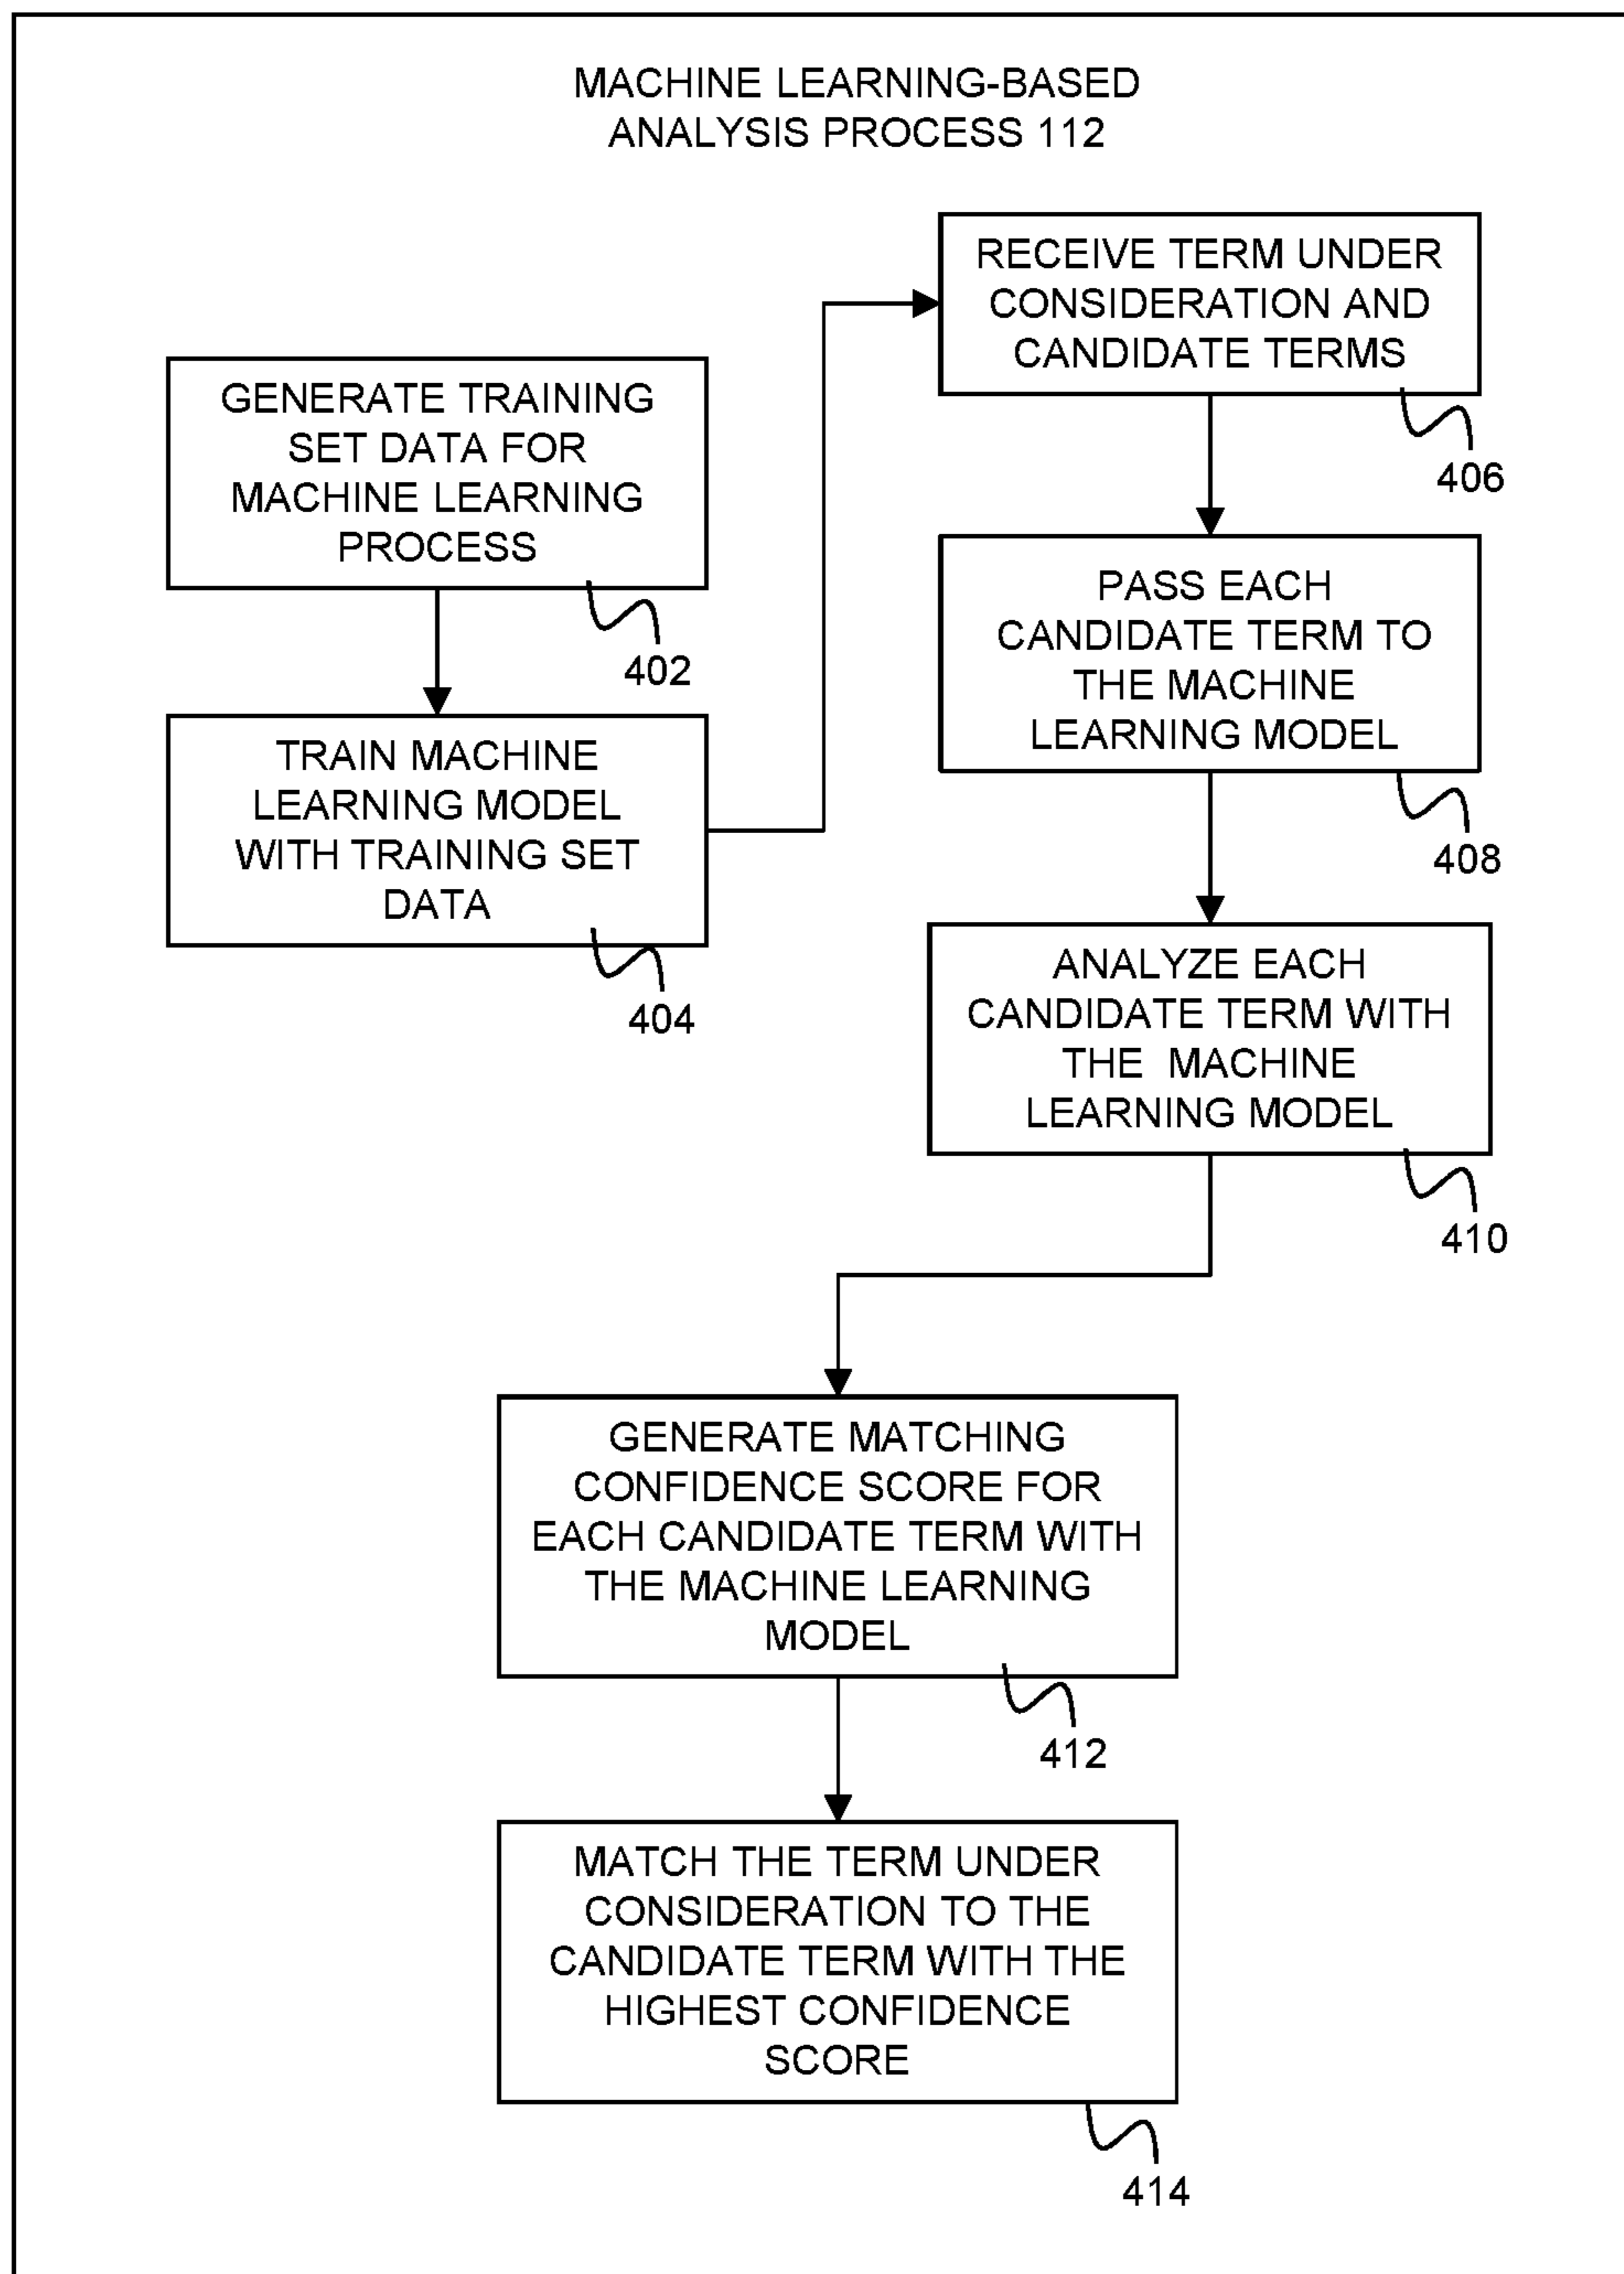 MACHINE LEARNING-BASED
ANALYSIS PROCESS 112
GENERATE TRAINING
SET DATA FOR
MACHINE LEARNING
PROCESS
402
TRAIN MACHINE
LEARNING MODEL
WITH TRAINING SET
DATA
404
RECEIVE TERM UNDER
CONSIDERATION AND
CANDIDATE TERMS
406
PASS EACH
CANDIDATE TERM TO
THE MACHINE
LEARNING MODEL
408
ANALYZE EACH
CANDIDATE TERM WITH
THE MACHINE
LEARNING MODEL
410
GENERATE MATCHING
CONFIDENCE SCORE FOR
EACH CANDIDATE TERM WITH
THE MACHINE LEARNING
MODEL
412
MATCH THE TERM UNDER
CONSIDERATION TO THE
CANDIDATE TERM WITH THE
HIGHEST CONFIDENCE
SCORE
414